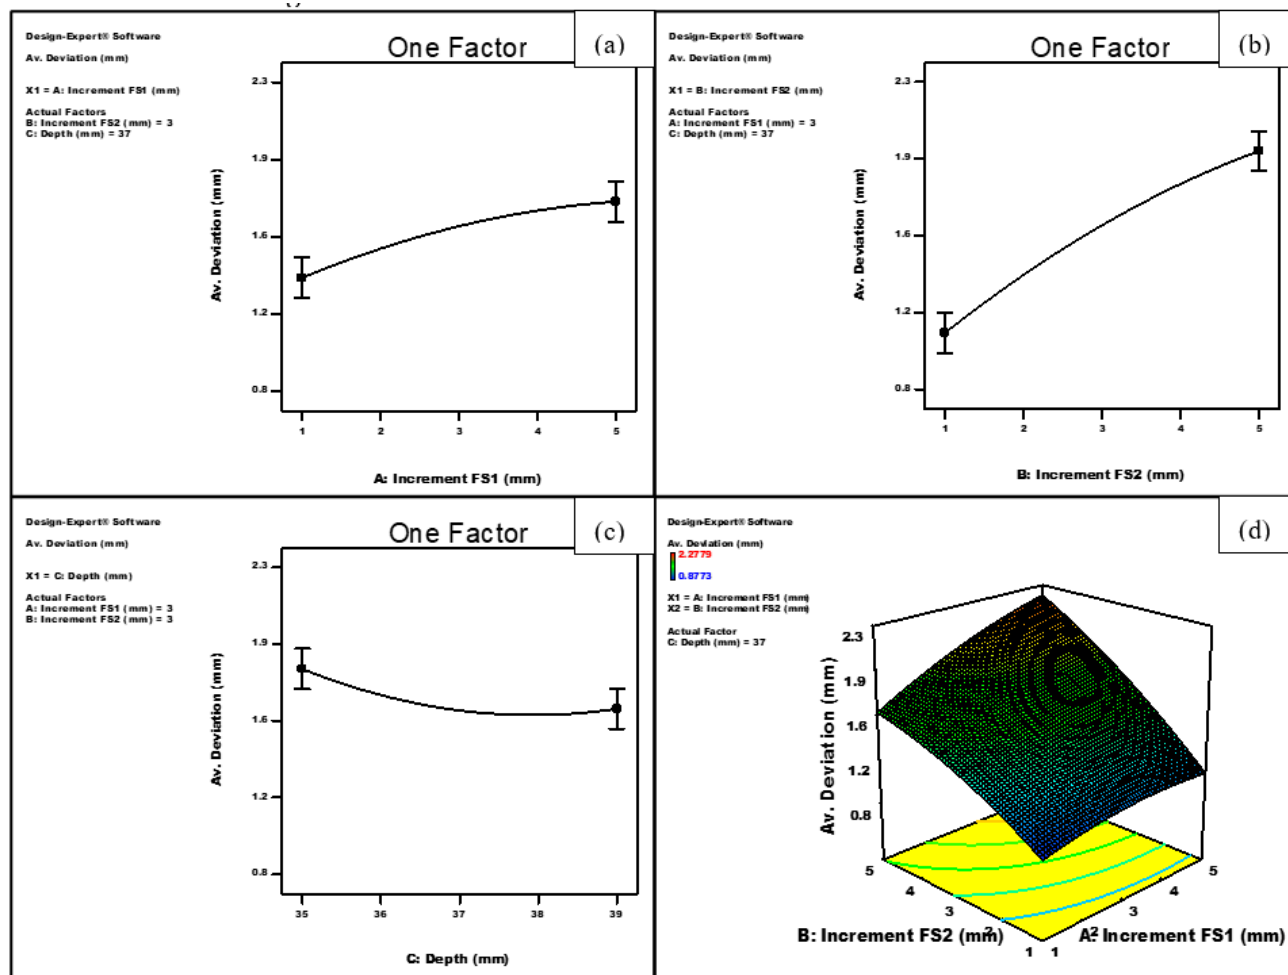 Design-Expert® Software
Av. Deviation (mm)
X1 = A: Increment FS1 (mm)
Actual Factors
B: Increment FS2 (mm) = 3
C: Depth (mm) = 37
One Factor
(a)
Av. Deviation (mm)
2.3
1.9
1.6
1.2
0.8
1 2 3 4 5
A: Increment FS1 (mm)
Design-Expert® Software
Av. Deviation (mm)
X1 = B: Increment FS2 (mm)
Actual Factors
A: Increment FS1 (mm) = 3
C: Depth (mm) = 37
One Factor
(b)
Av. Deviation (mm)
2.3
1.9
1.6
1.2
0.8
1 2 3 4 5
B: Increment FS2 (mm)
Design-Expert® Software
Av. Deviation (mm)
X1 = C: Depth (mm)
Actual Factors
A: Increment FS1 (mm) = 3
B: Increment FS2 (mm) = 3
One Factor
(c)
Av. Deviation (mm)
2.3
1.9
1.6
1.2
0.8
35 36 37 38 39
C: Depth (mm)
Design-Expert® Software
Av. Deviation (mm)
2.2779
0.8773
X1 = A: Increment FS1 (mm)
X2 = B: Increment FS2 (mm)
Actual Factor
C: Depth (mm) = 37
(d)
Av. Deviation (mm)
2.3
1.9
1.6
1.2
0.8
5 4 3 2 1
1 2 3 4 5
B: Increment FS2 (mm)
A: Increment FS1 (mm)